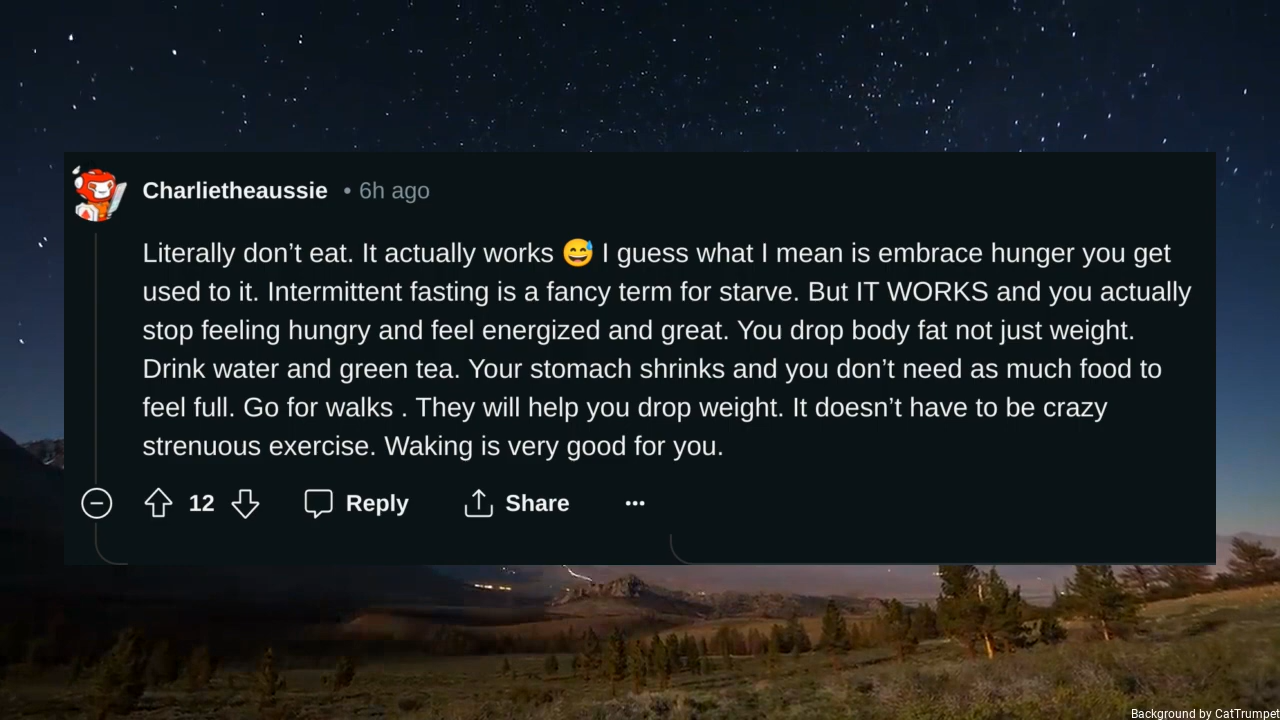 Charlietheaussie • 6h ago
Literally don’t eat. It actually works 😅 I guess what I mean is embrace hunger you get
used to it. Intermittent fasting is a fancy term for starve. But IT WORKS and you actually
stop feeling hungry and feel energized and great. You drop body fat not just weight.
Drink water and green tea. Your stomach shrinks and you don’t need as much food to
feel full. Go for walks . They will help you drop weight. It doesn’t have to be crazy
strenuous exercise. Waking is very good for you.
12 Reply Share ...
Background by CatTrumpet